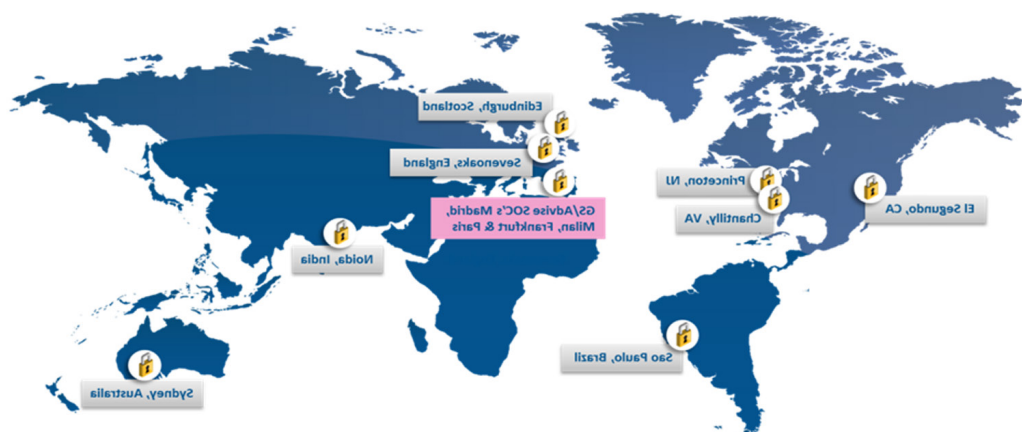 Edinburgh, Scotland
Sevenoaks, England
Princeton, NJ
GS/Advise SOC's Madrid,
Milan, Frankfurt & Paris
Chantilly, VA
El Segundo, CA
Noida, India
Sao Paulo, Brazil
Sydney, Australia